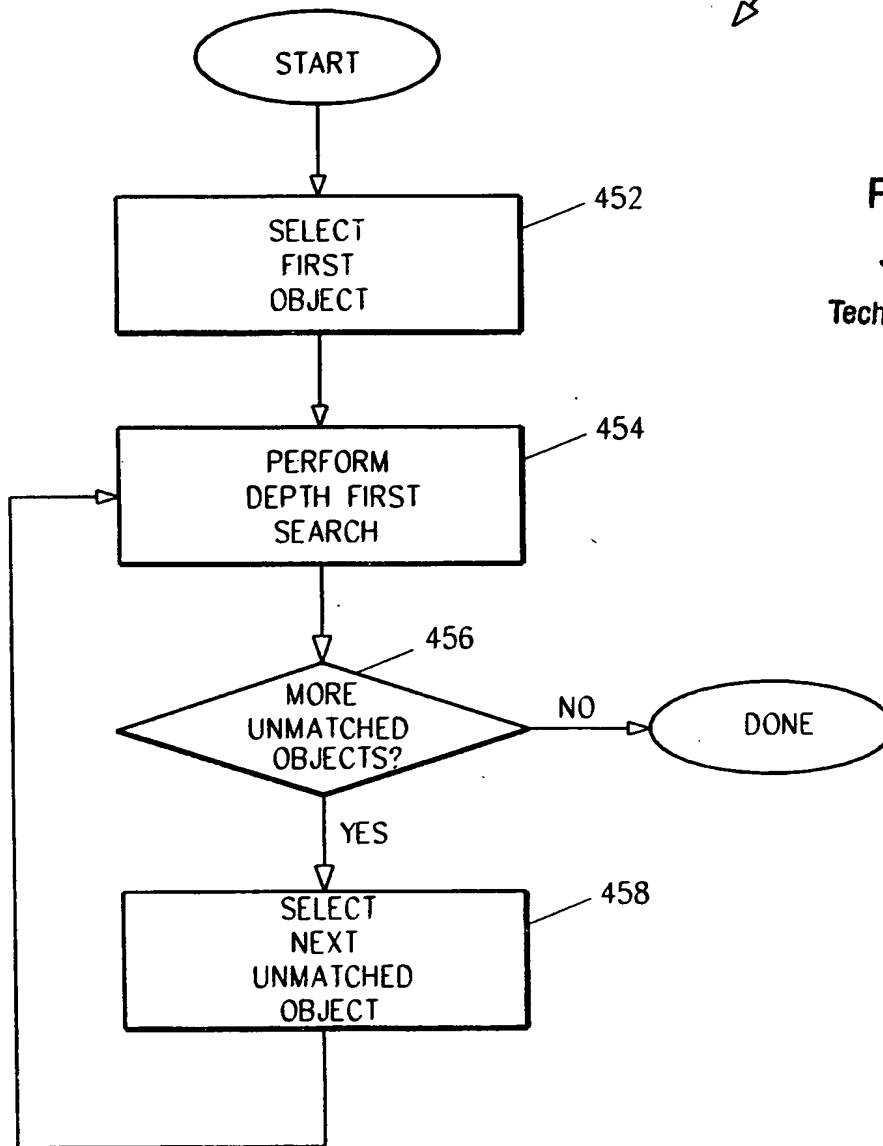 START
452
SELECT
FIRST
OBJECT
Tech
454
PERFORM
DEPTH FIRST
SEARCH
456
MORE
UNMATCHED
OBJECTS?
NO
DONE
YES
458
SELECT
NEXT
UNMATCHED
OBJECT